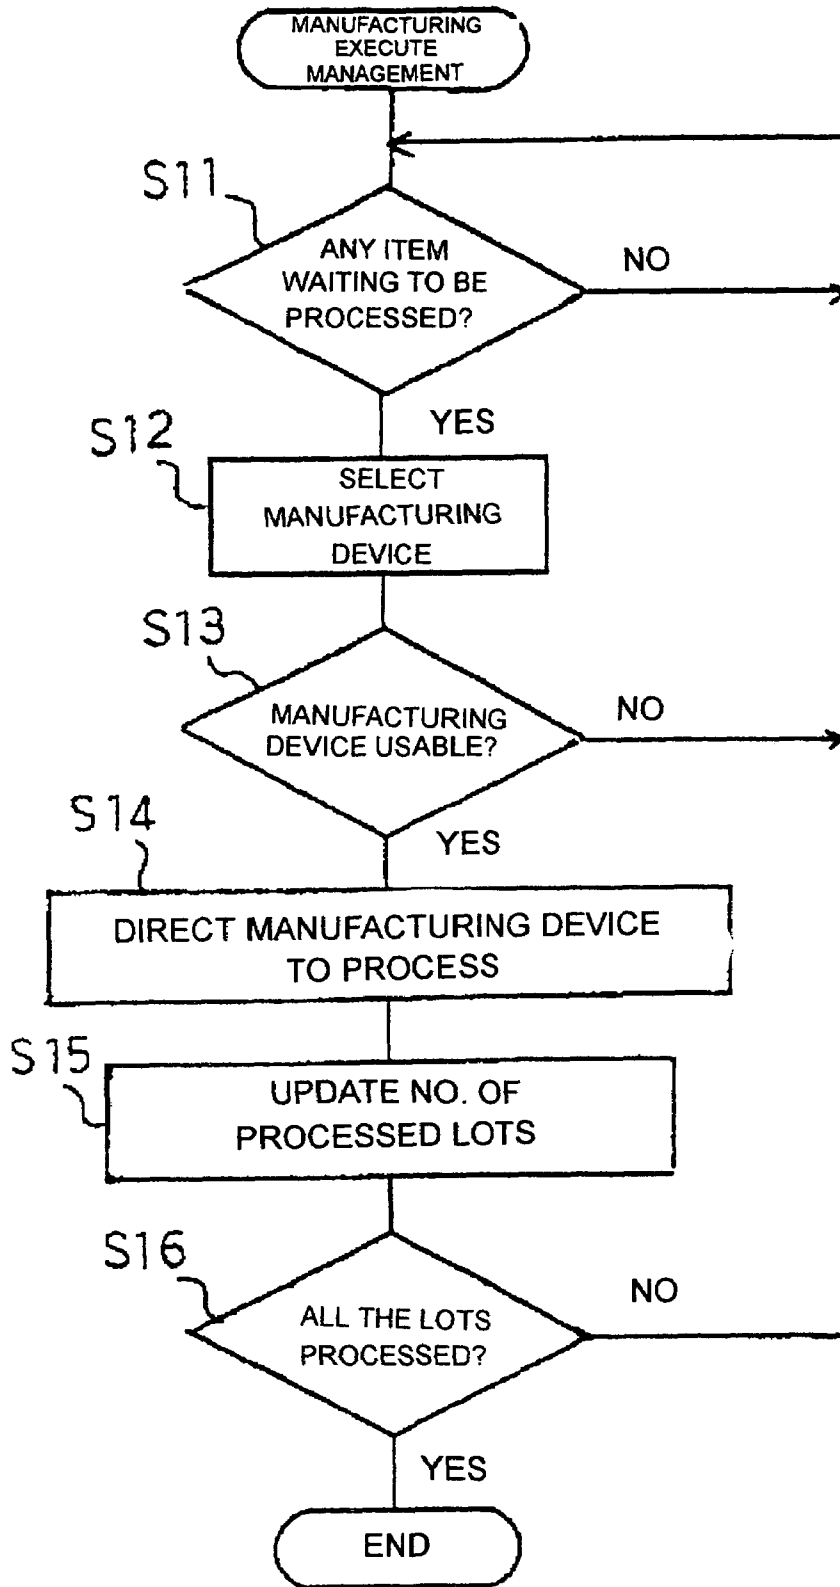 MANUFACTURING
EXECUTE
MANAGEMENT
S11
ANY ITEM
WAITING TO BE
PROCESSED?
NO
YES
S12
SELECT
MANUFACTURING
DEVICE
S13
MANUFACTURING
DEVICE USABLE?
NO
YES
S14
DIRECT MANUFACTURING DEVICE
TO PROCESS
S15
UPDATE NO. OF
PROCESSED LOTS
S16
ALL THE LOTS
PROCESSED?
NO
YES
END